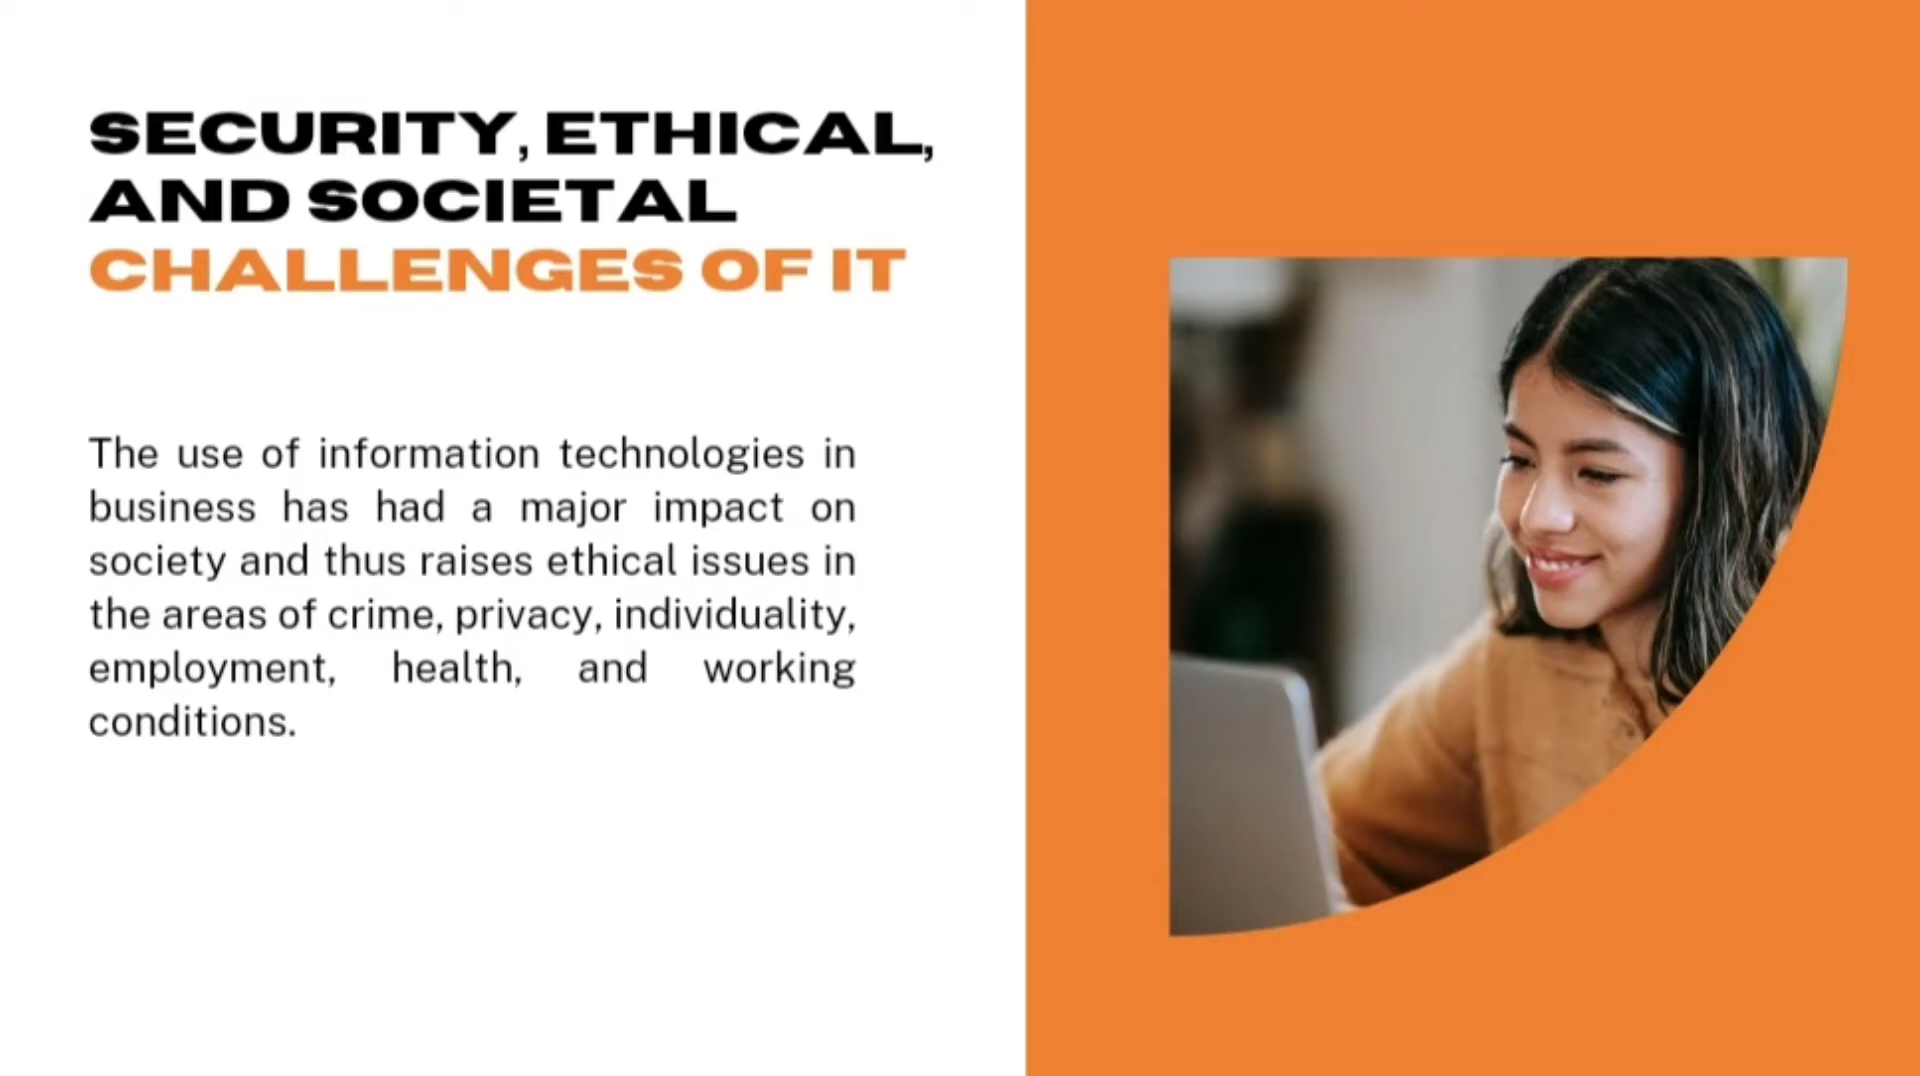 SECURITY, ETHICAL,
AND SOCIETAL
CHALLENGES OF IT
The use of information technologies in
business has had a major impact on
society and thus raises ethical issues in
the areas of crime, privacy, individuality,
employment, health, and working
conditions.